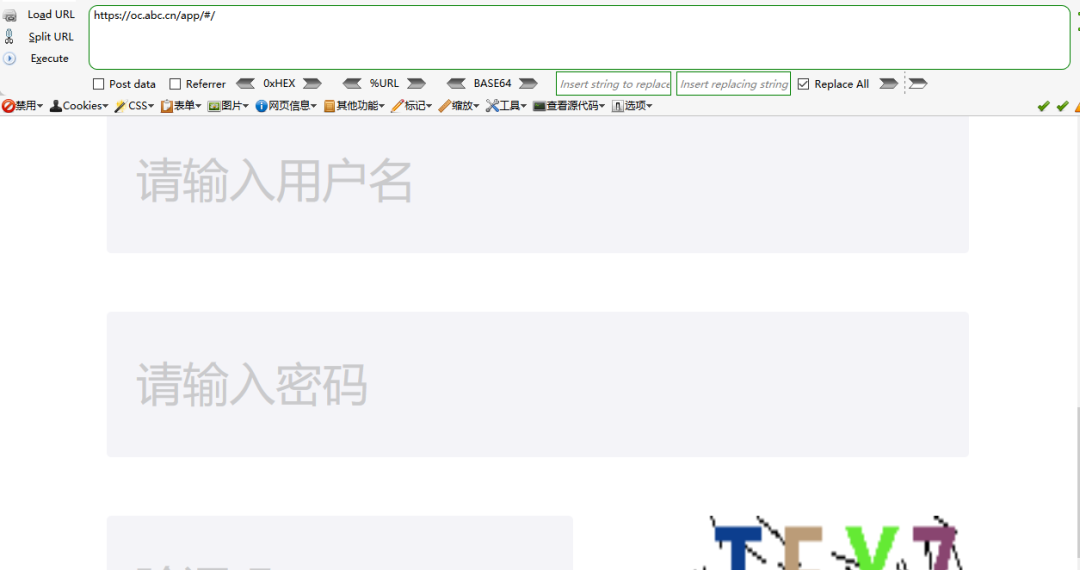 Load URL
https://oc.abc.cn/app/#/
Split URL
Execute
Post data Referrer 0xHEX %URL BASE64 Insert string to replace Insert replacing string Replace All
禁用 Cookies CSS 表单 图片 网页信息 其他功能 标记 缩放 工具 查看源代码 选项
请输入用户名
请输入密码